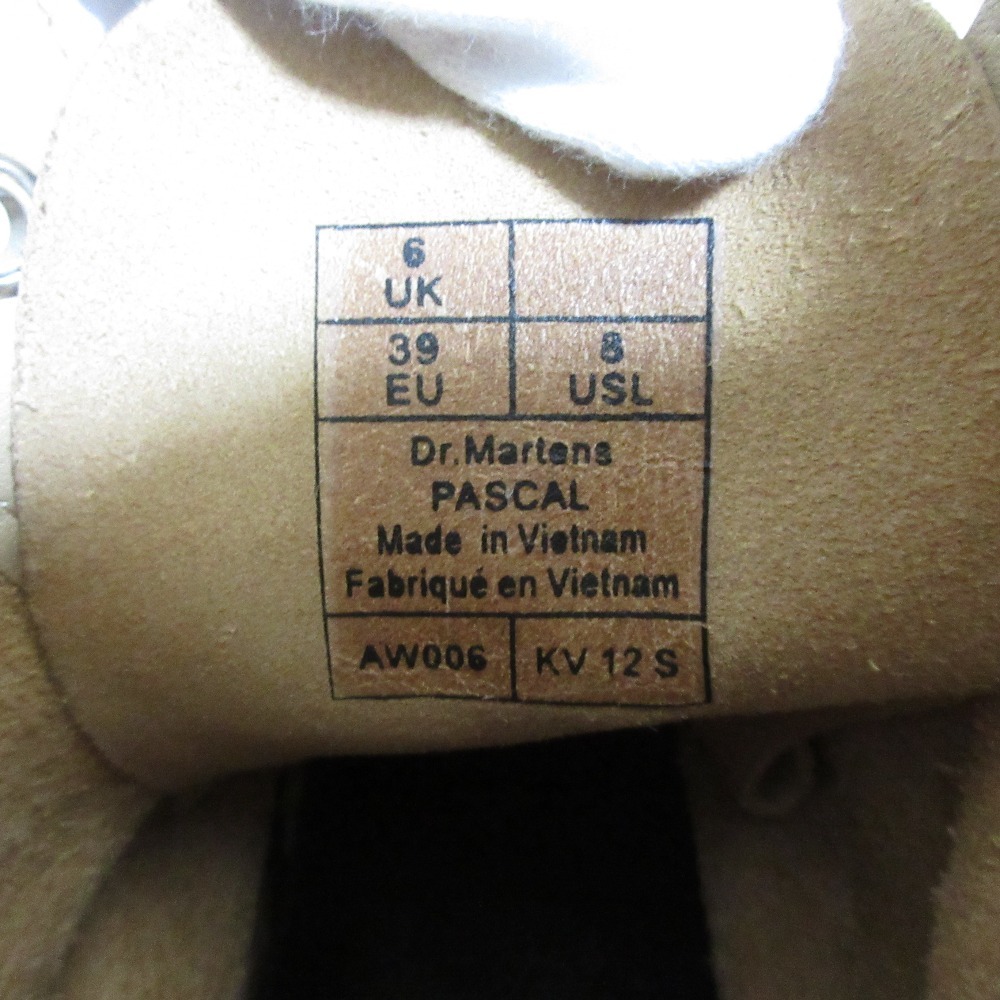 6
UK
39
EU
8
USL
Dr.Martens
PASCAL
Made in Vietnam
Fabriqué en Vietnam
AW006
KV 12 S